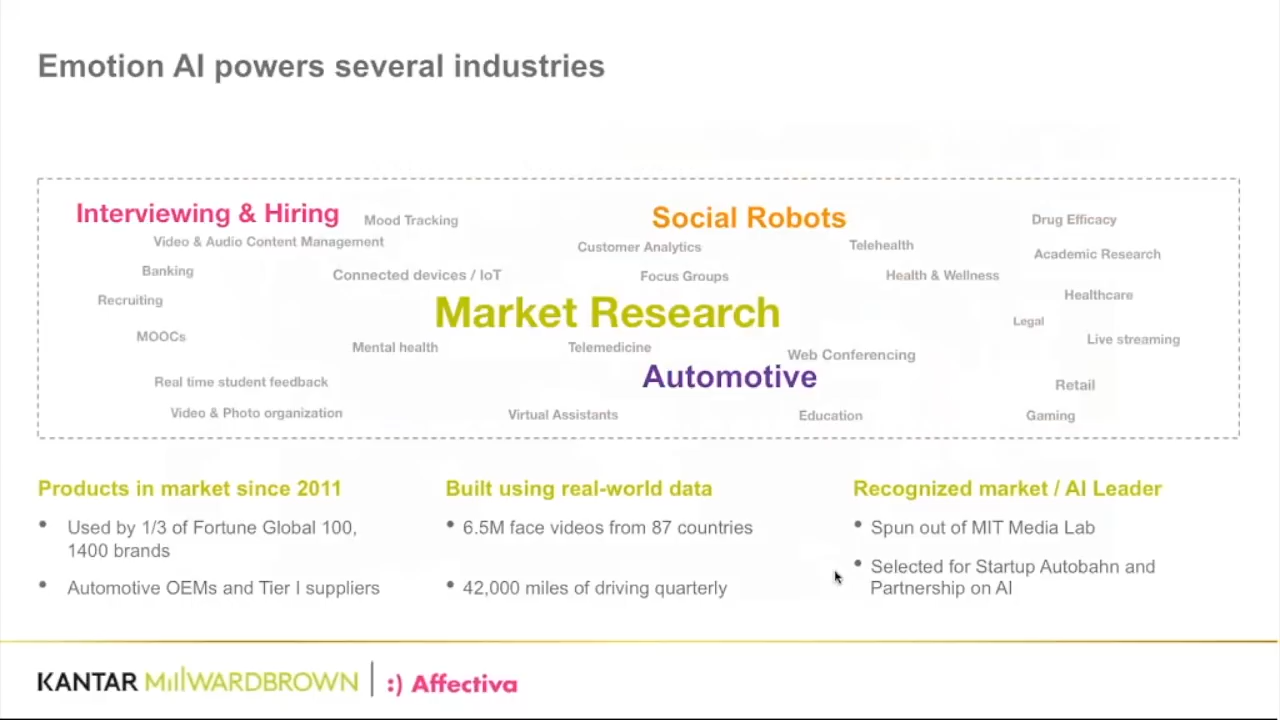 Emotion AI powers several industries
Interviewing & Hiring
Mood Tracking
Social Robots
Drug Efficacy
Video & Audio Content Management
Customer Analytics
Telehealth
Academic Research
Banking
Connected devices / IoT
Focus Groups
Health & Wellness
Recruiting
Market Research
Healthcare
Legal
MOOCs
Mental health
Telemedicine
Web Conferencing
Live streaming
Real time student feedback
Automotive
Retail
Video & Photo organization
Virtual Assistants
Education
Gaming
Products in market since 2011
• Used by 1/3 of Fortune Global 100,
1400 brands
• Automotive OEMs and Tier I suppliers
Built using real-world data
• 6.5M face videos from 87 countries
• 42,000 miles of driving quarterly
Recognized market / AI Leader
• Spun out of MIT Media Lab
• Selected for Startup Autobahn and
Partnership on AI
KANTAR MillWARDBROWN
:) Affectiva